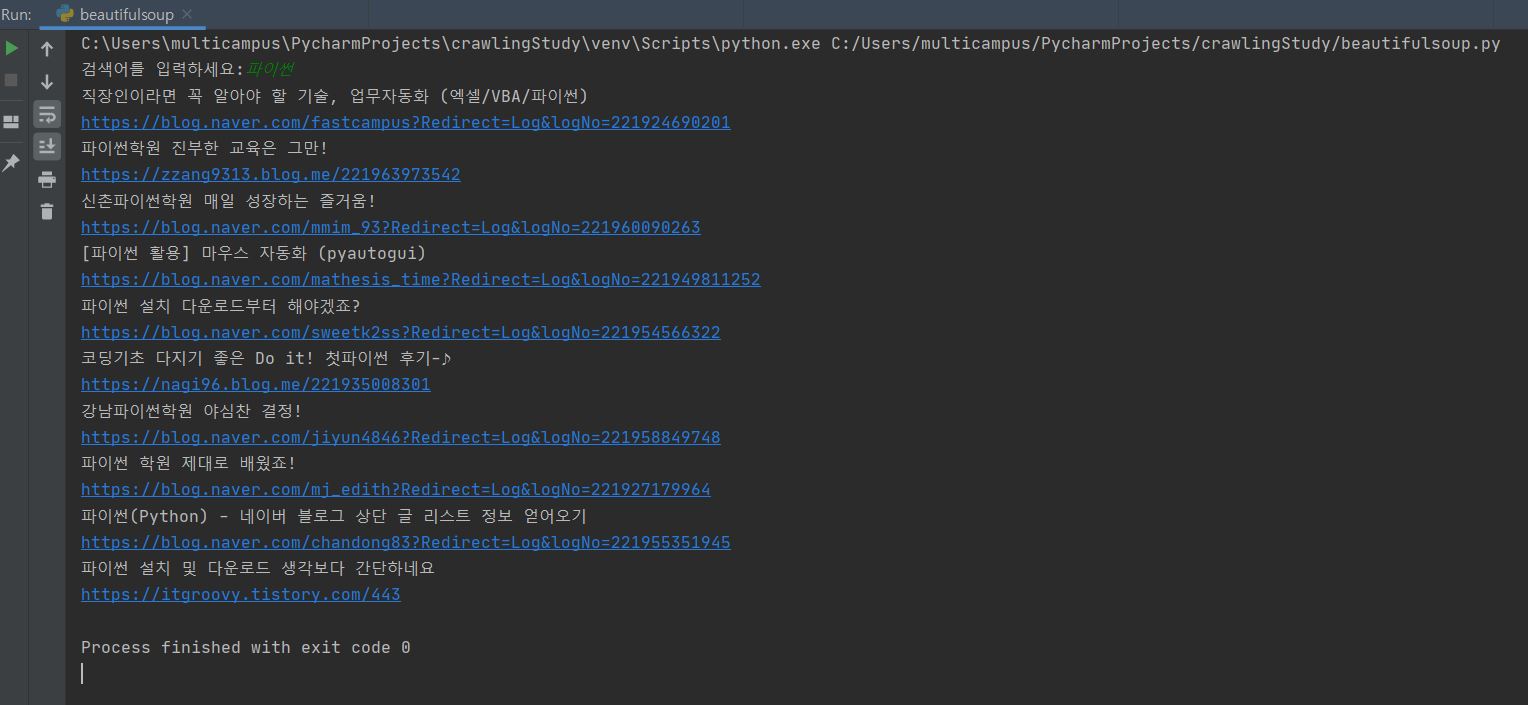 Run: beautifulsoup
C:\Users\multicampus\PycharmProjects\crawlingStudy\venv\Scripts\python.exe C:/Users/multicampus/PycharmProjects/crawlingStudy/beautifulsoup.py
검색어를 입력하세요:파이썬
직장인이라면 꼭 알아야 할 기술, 업무자동화 (엑셀/VBA/파이썬)
https://blog.naver.com/fastcampus?Redirect=Log&logNo=221924690201
파이썬학원 진부한 교육은 그만!
https://zzang9313.blog.me/221963973542
신촌파이썬학원 매일 성장하는 즐거움!
https://blog.naver.com/mmim_93?Redirect=Log&logNo=221960090263
[파이썬 활용] 마우스 자동화 (pyautogui)
https://blog.naver.com/mathesis_time?Redirect=Log&logNo=221949811252
파이썬 설치 다운로드부터 해야겠죠?
https://blog.naver.com/sweetk2ss?Redirect=Log&logNo=221954566322
코딩기초 다지기 좋은 Do it! 첫파이썬 후기-♪
https://nagi96.blog.me/221935008301
강남파이썬학원 야심찬 결정!
https://blog.naver.com/jiyun4846?Redirect=Log&logNo=221958849748
파이썬 학원 제대로 배웠죠!
https://blog.naver.com/mj_edith?Redirect=Log&logNo=221927179964
파이썬(Python) - 네이버 블로그 상단 글 리스트 정보 얻어오기
https://blog.naver.com/chandong83?Redirect=Log&logNo=221955351945
파이썬 설치 및 다운로드 생각보다 간단하네요
https://itgroovy.tistory.com/443
Process finished with exit code 0